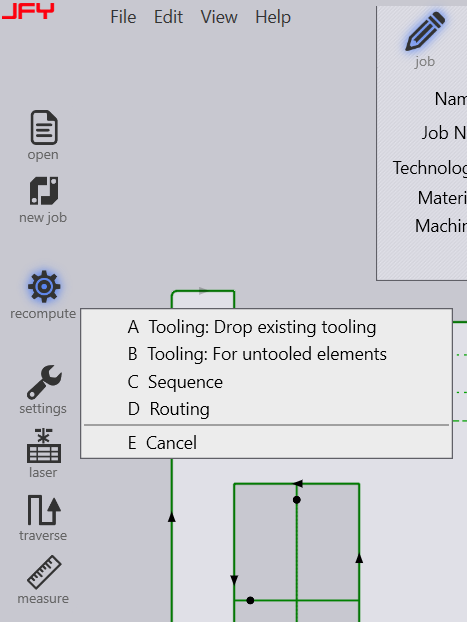 JFY
File Edit View Help
job
Nam
Job N
Technolog
Materi
Machin
open
new job
recompute
A Tooling: Drop existing tooling
B Tooling: For untooled elements
C Sequence
D Routing
E Cancel
settings
laser
traverse
measure